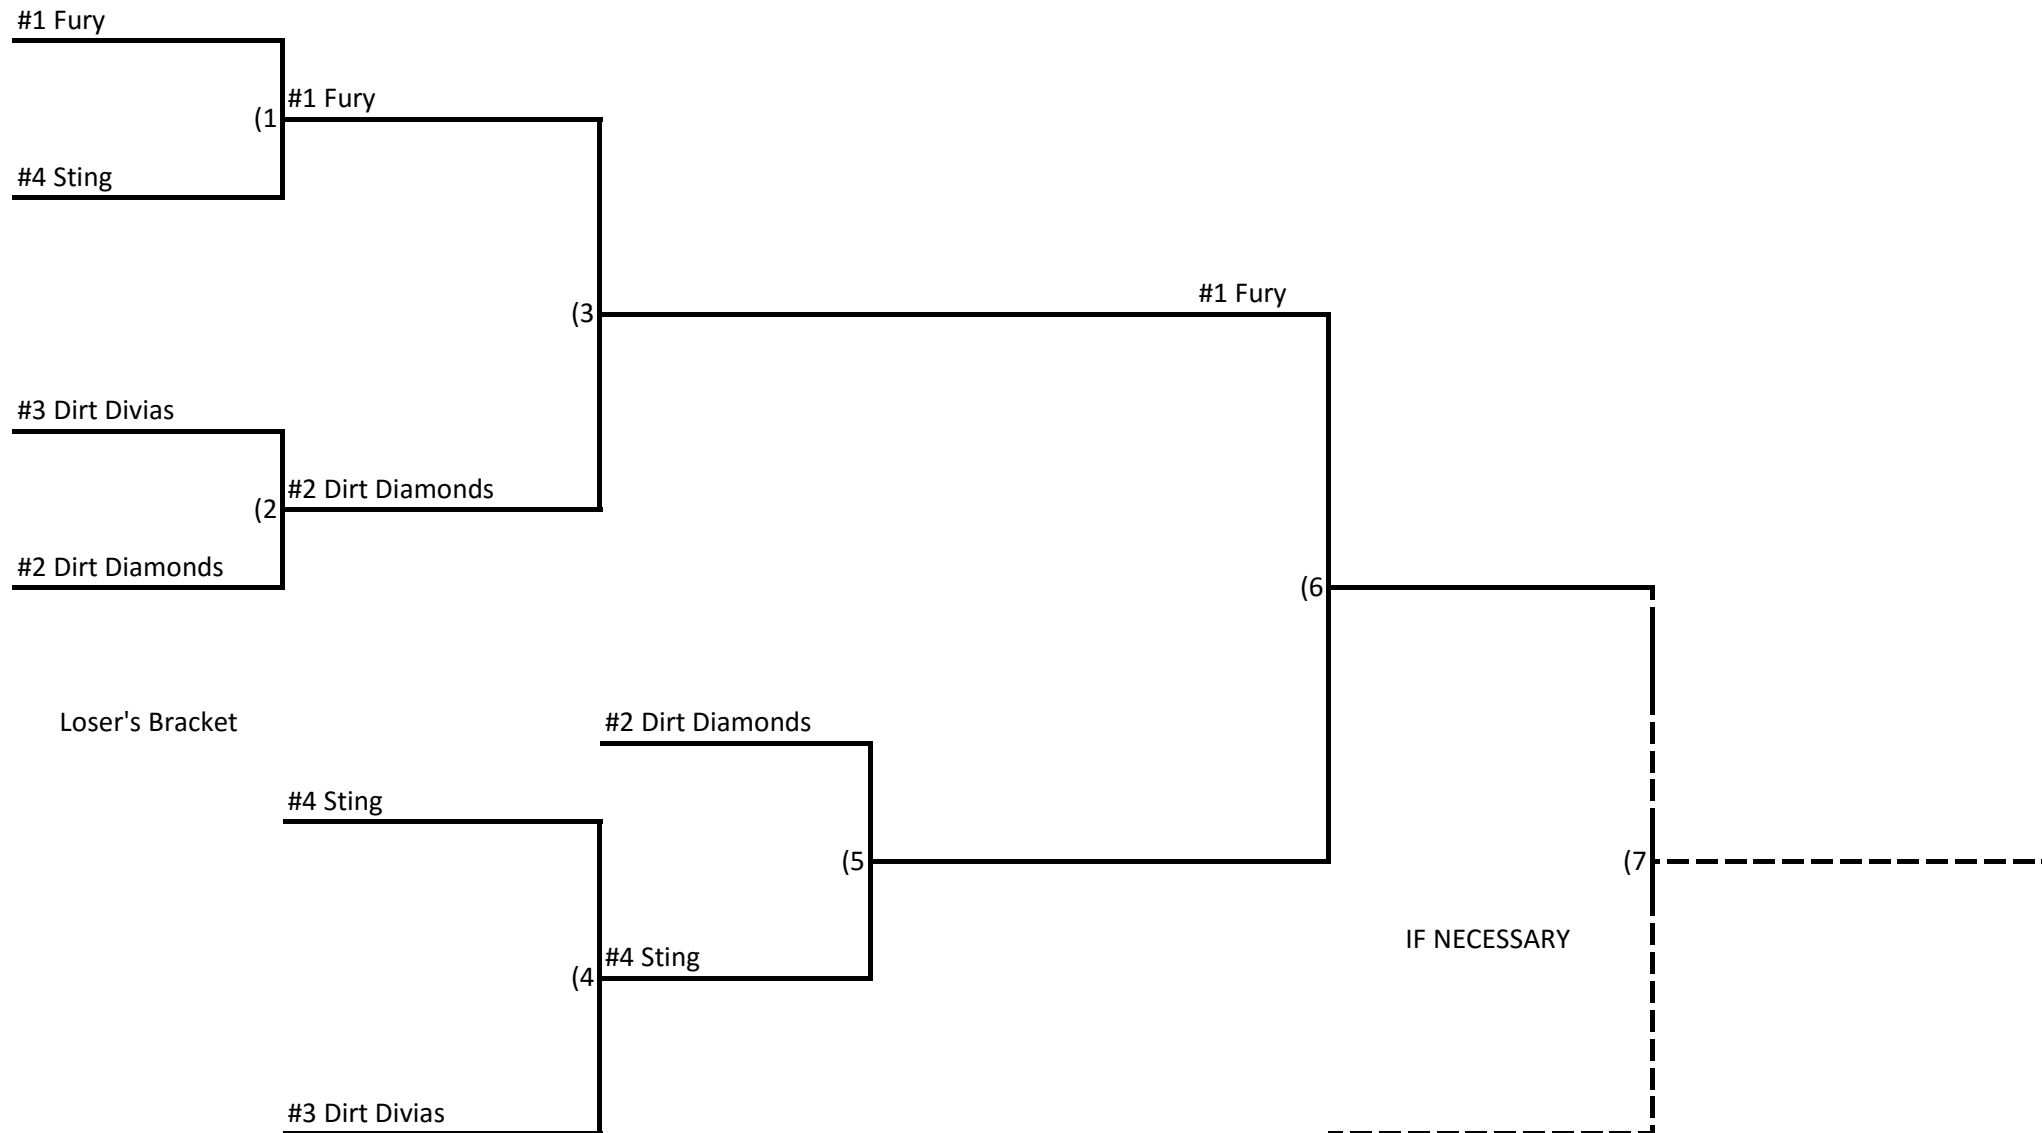 #1 Fury
#1 Fury
(1
#4 Sting
#1 Fury
(3
#3 Dirt Divias
#2 Dirt Diamonds
(2
#2 Dirt Diamonds
(6
Loser's Bracket
#2 Dirt Diamonds
#4 Sting
(5
(7
IF NECESSARY
#4 Sting
(4
#3 Dirt Divias